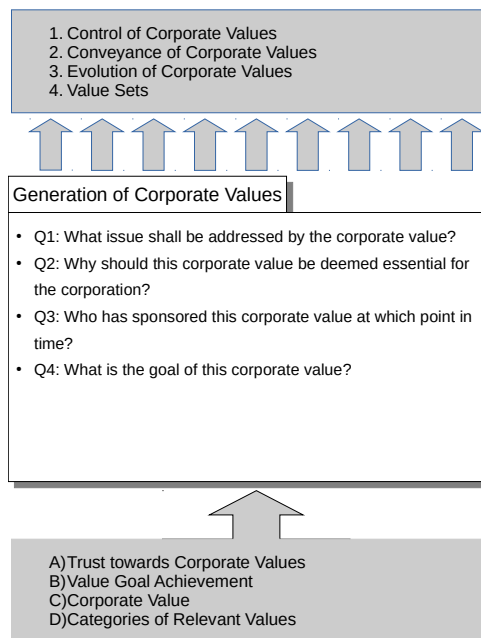 1. Control of Corporate Values
2. Conveyance of Corporate Values
3. Evolution of Corporate Values
4. Value Sets
Generation of Corporate Values
• Q1: What issue shall be addressed by the corporate value?
• Q2: Why should this corporate value be deemed essential for
the corporation?
• Q3: Who has sponsored this corporate value at which point in
time?
• Q4: What is the goal of this corporate value?
A)Trust towards Corporate Values
B)Value Goal Achievement
C)Corporate Value
D)Categories of Relevant Values